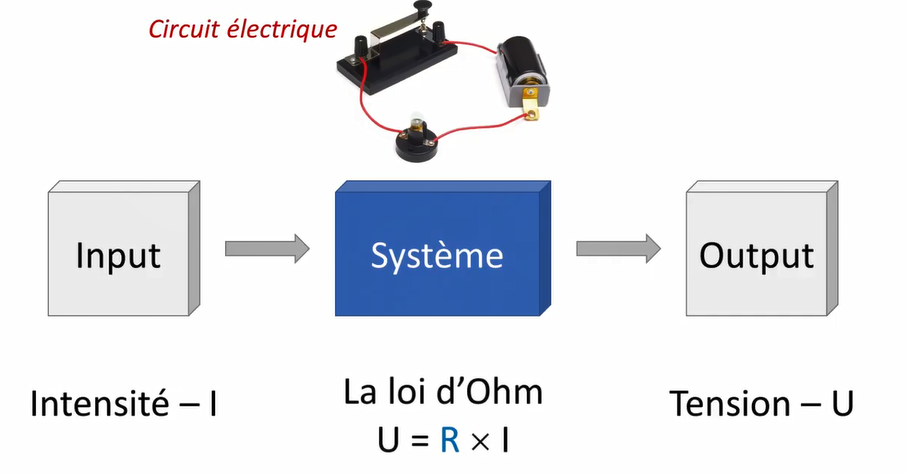 Circuit électrique
Input
Système
Output
Intensité – I
La loi d’Ohm
U = R × I
Tension – U